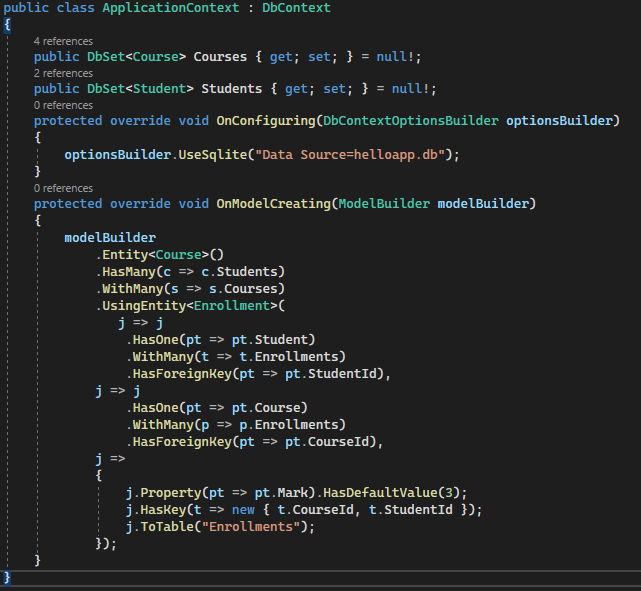 public class ApplicationContext : DbContext
{
4 references
public DbSet<Course> Courses { get; set; } = null!;
2 references
public DbSet<Student> Students { get; set; } = null!;
0 references
protected override void OnConfiguring(DbContextOptionsBuilder optionsBuilder)
{
optionsBuilder.UseSqlite("Data Source=helloapp.db");
}
0 references
protected override void OnModelCreating(ModelBuilder modelBuilder)
{
modelBuilder
.Entity<Course>()
.HasMany(c => c.Students)
.WithMany(s => s.Courses)
.UsingEntity<Enrollment>(
j => j
.HasOne(pt => pt.Student)
.WithMany(t => t.Enrollments)
.HasForeignKey(pt => pt.StudentId),
j => j
.HasOne(pt => pt.Course)
.WithMany(p => p.Enrollments)
.HasForeignKey(pt => pt.CourseId),
j =>
{
j.Property(pt => pt.Mark).HasDefaultValue(3);
j.HasKey(t => new { t.CourseId, t.StudentId });
j.ToTable("Enrollments");
});
}
}